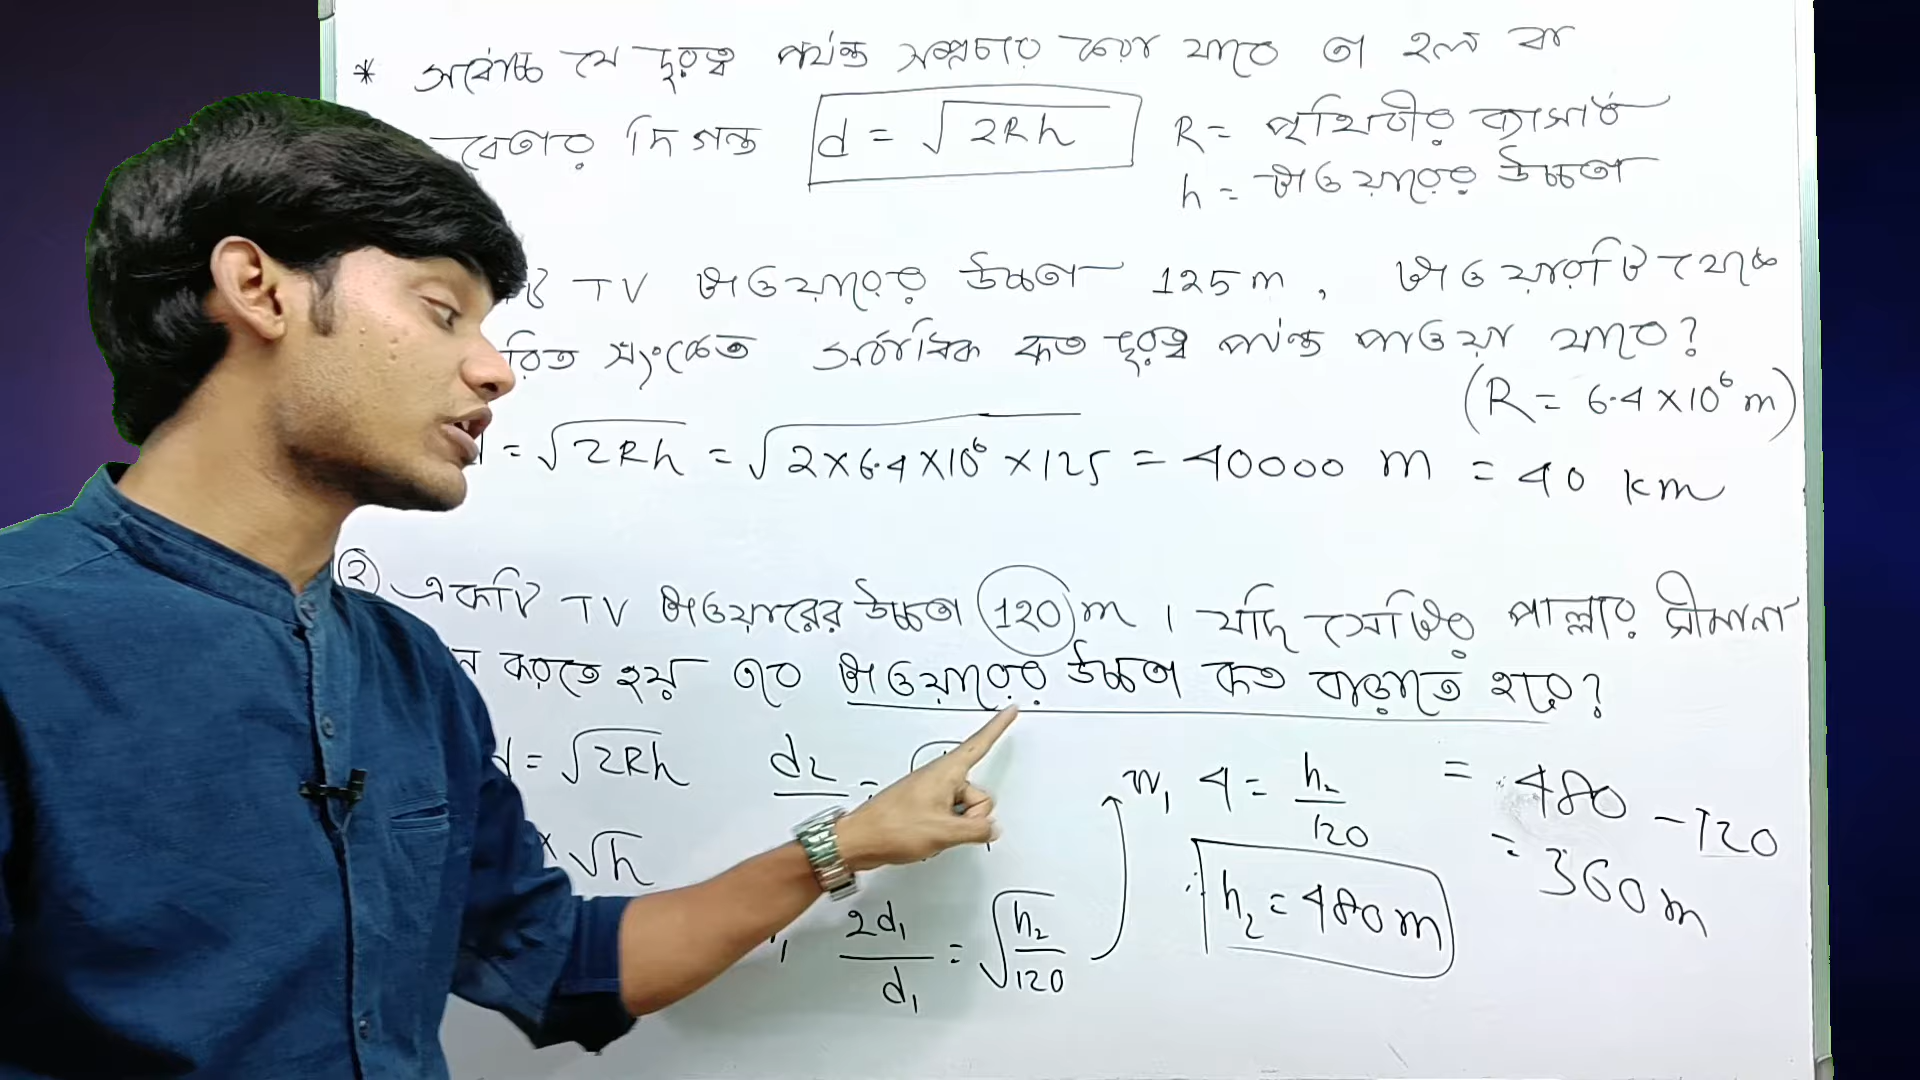 * সর্বোচ্চ যে দূরত্ব পর্যন্ত সম্প্রচার করা যাবে তা হল বা
বেতার দিগন্ত d = √2Rh R = পৃথিবীর ব্যাসার্ধ
h = টাওয়ারের উচ্চতা
TV টাওয়ারের উচ্চতা 125 m, টাওয়ারটি থেকে
রিত সংকেত সর্বাধিক কত দূরত্ব পর্যন্ত পাওয়া যাবে?
(R = 6.4 × 10⁶ m)
= √2Rh = √2 × 6.4 × 10⁶ × 125 = 40000 m = 40 km
② একটি TV টাওয়ারের উচ্চতা 120 m । যদি সেটির পাল্লার সীমানা
ন করতে হয় তবে টাওয়ারের উচ্চতা কত বাড়াতে হবে?
d = √2Rh d₂ = √ বা, 4 = h₂/120 = 480 - 120
√h h₂ = 480 m = 360 m
2d₁/d₁ = √h₂/120